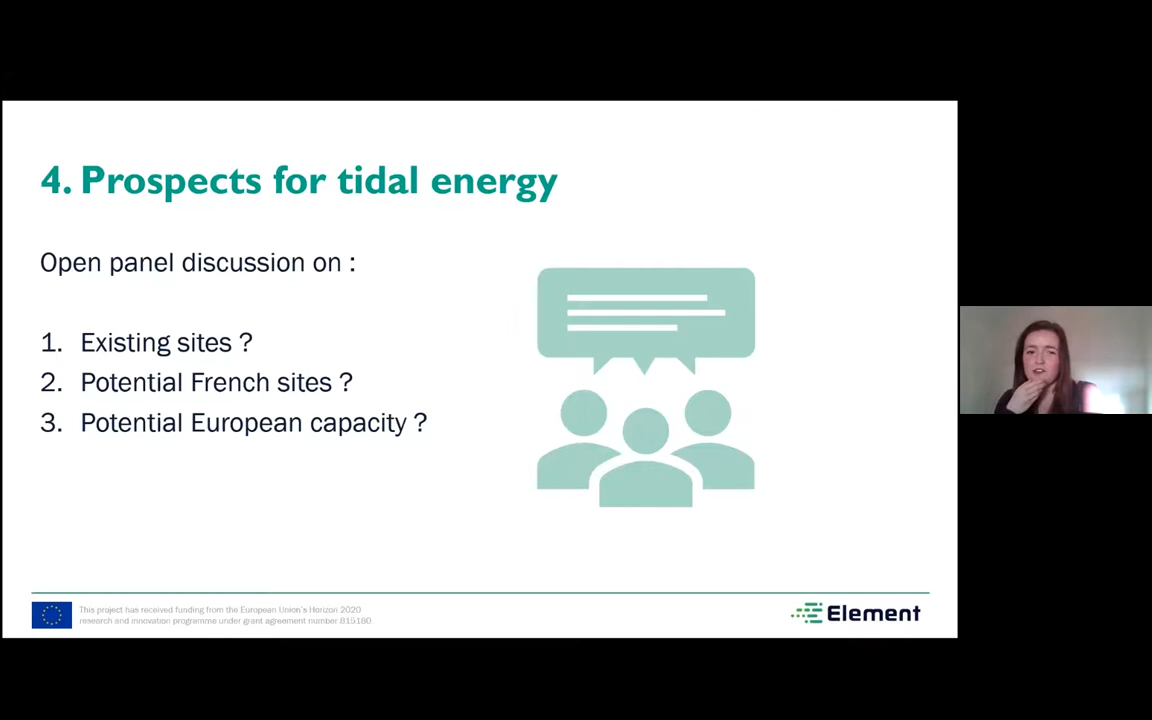 4. Prospects for tidal energy
Open panel discussion on :
1. Existing sites ?
2. Potential French sites ?
3. Potential European capacity ?
This project has received funding from the European Union's Horizon 2020
research and innovation programme under grant agreement number 815180
Element